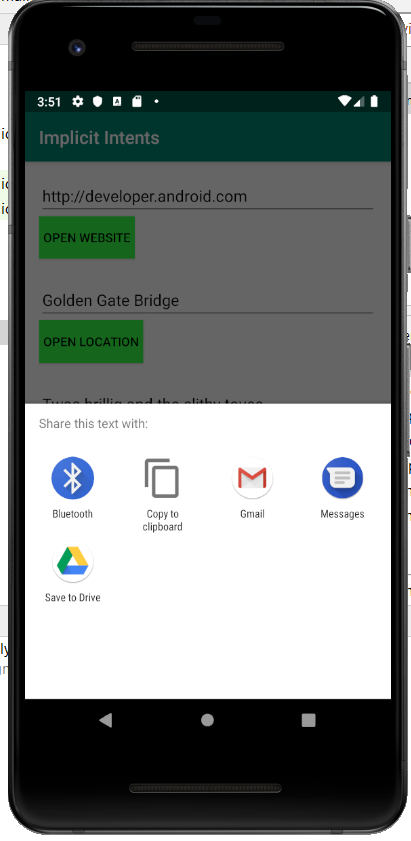 3:51
Implicit Intents
http://developer.android.com
OPEN WEBSITE
Golden Gate Bridge
OPEN LOCATION
Twas brillig and the slithy toves
Share this text with:
Bluetooth
Copy to
clipboard
Gmail
Messages
Save to Drive